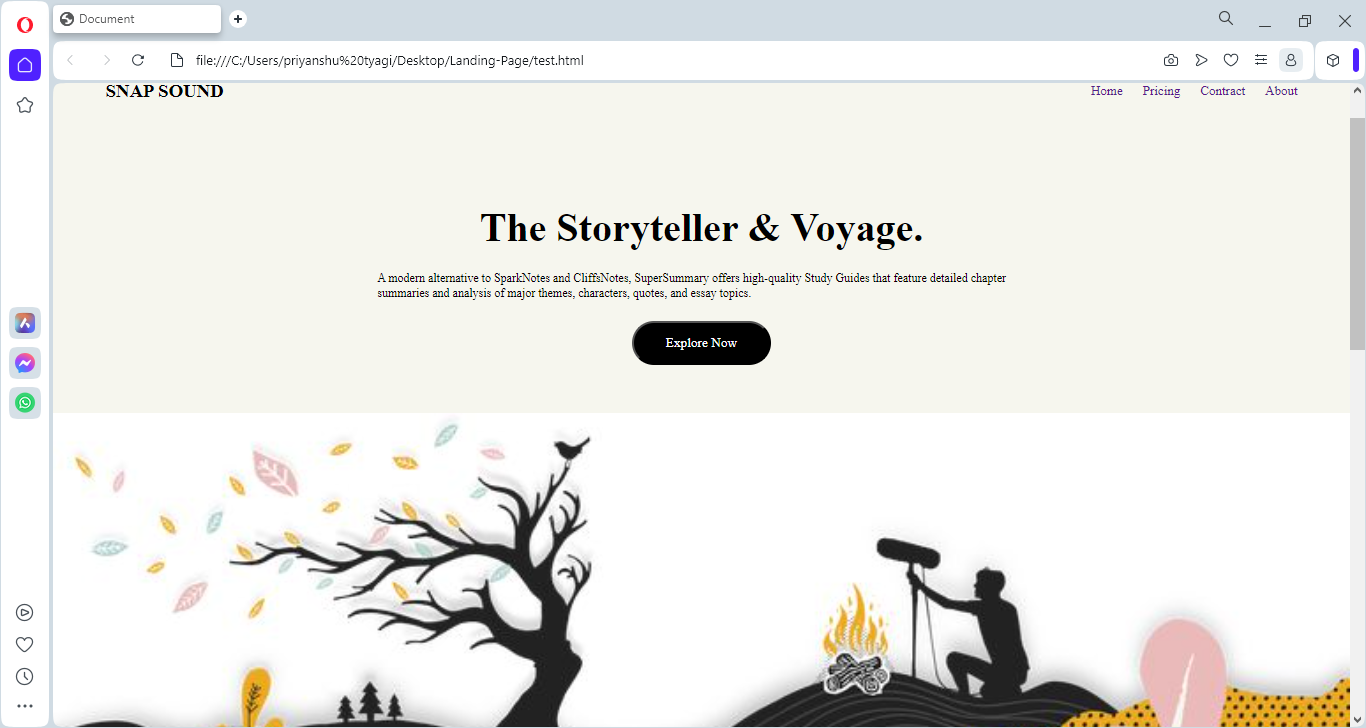 Document
file:///C:/Users/priyanshu%20tyagi/Desktop/Landing-Page/test.html
SNAP SOUND
Home Pricing Contract About
The Storyteller & Voyage.
A modern alternative to SparkNotes and CliffsNotes, SuperSummary offers high-quality Study Guides that feature detailed chapter
summaries and analysis of major themes, characters, quotes, and essay topics.
Explore Now